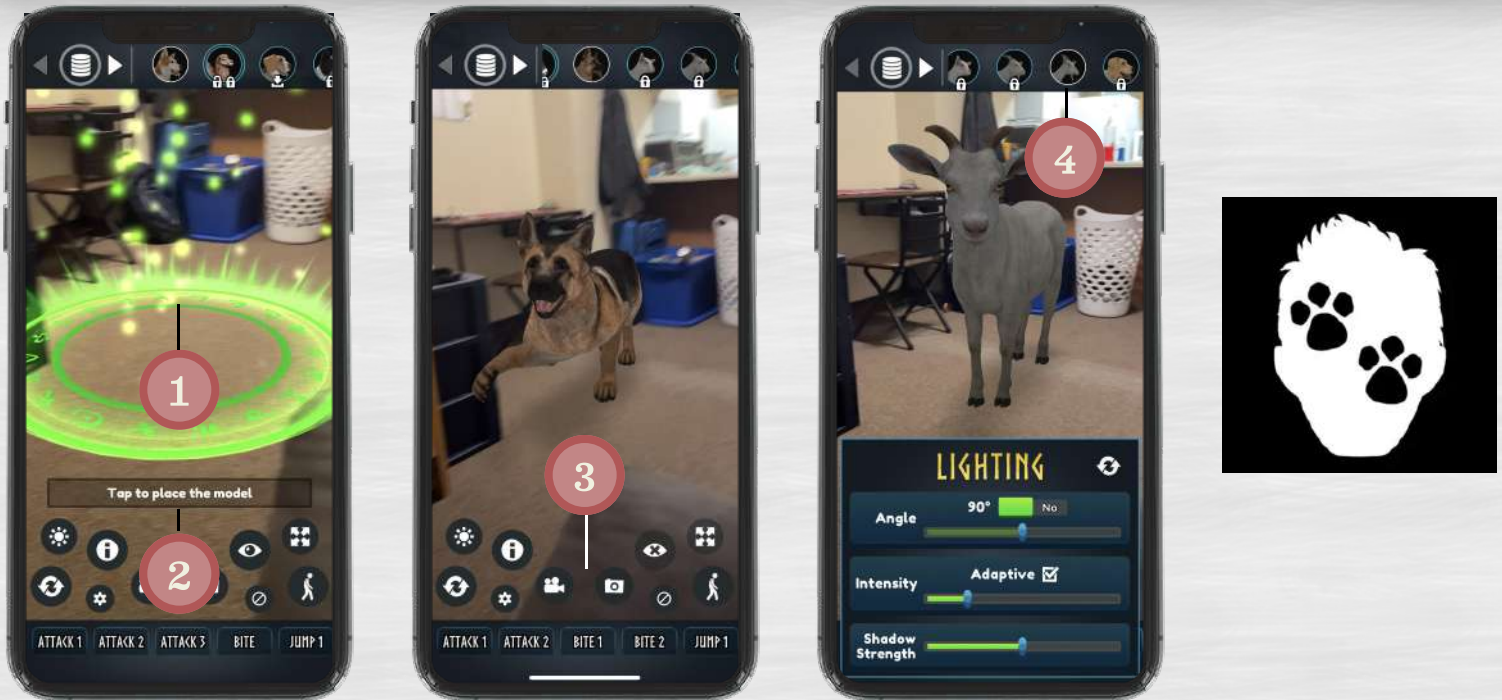 1
Tap to place the model
2
ATTACK 1 ATTACK 2 ATTACK 3 BITE JUMP 1
3
ATTACK 1 ATTACK 2 BITE 1 BITE 2 JUMP 1
4
LIGHTING
90° No
Angle
Adaptive
Intensity
Shadow
Strength